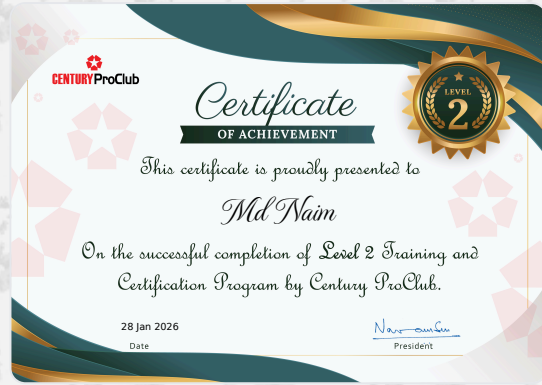 CENTURY ProClub
Certificate
OF ACHIEVEMENT
LEVEL
2
This certificate is proudly presented to
Md Naim
On the successful completion of Level 2 Training and
Certification Program by Century ProClub.
28 Jan 2026
Date
President